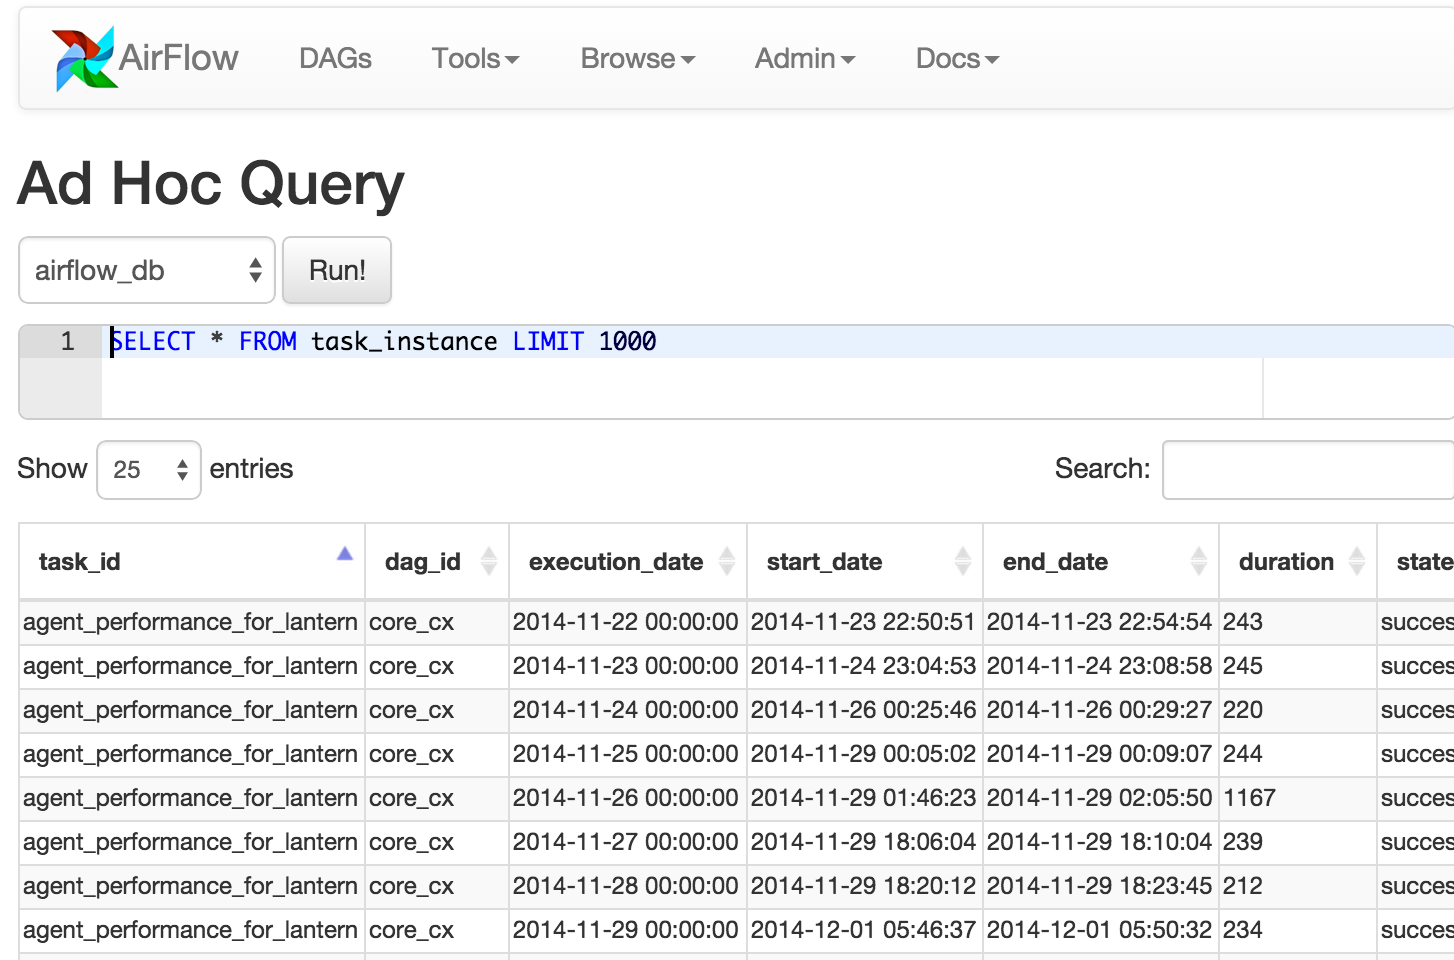 AirFlow DAGs Tools Browse Admin Docs
Ad Hoc Query
airflow_db Run!
1 SELECT * FROM task_instance LIMIT 1000
Show 25 entries Search:
task_id dag_id execution_date start_date end_date duration state
agent_performance_for_lantern core_cx 2014-11-22 00:00:00 2014-11-23 22:50:51 2014-11-23 22:54:54 243 succes
agent_performance_for_lantern core_cx 2014-11-23 00:00:00 2014-11-24 23:04:53 2014-11-24 23:08:58 245 succes
agent_performance_for_lantern core_cx 2014-11-24 00:00:00 2014-11-26 00:25:46 2014-11-26 00:29:27 220 succes
agent_performance_for_lantern core_cx 2014-11-25 00:00:00 2014-11-29 00:05:02 2014-11-29 00:09:07 244 succes
agent_performance_for_lantern core_cx 2014-11-26 00:00:00 2014-11-29 01:46:23 2014-11-29 02:05:50 1167 succes
agent_performance_for_lantern core_cx 2014-11-27 00:00:00 2014-11-29 18:06:04 2014-11-29 18:10:04 239 succes
agent_performance_for_lantern core_cx 2014-11-28 00:00:00 2014-11-29 18:20:12 2014-11-29 18:23:45 212 succes
agent_performance_for_lantern core_cx 2014-11-29 00:00:00 2014-12-01 05:46:37 2014-12-01 05:50:32 234 succes